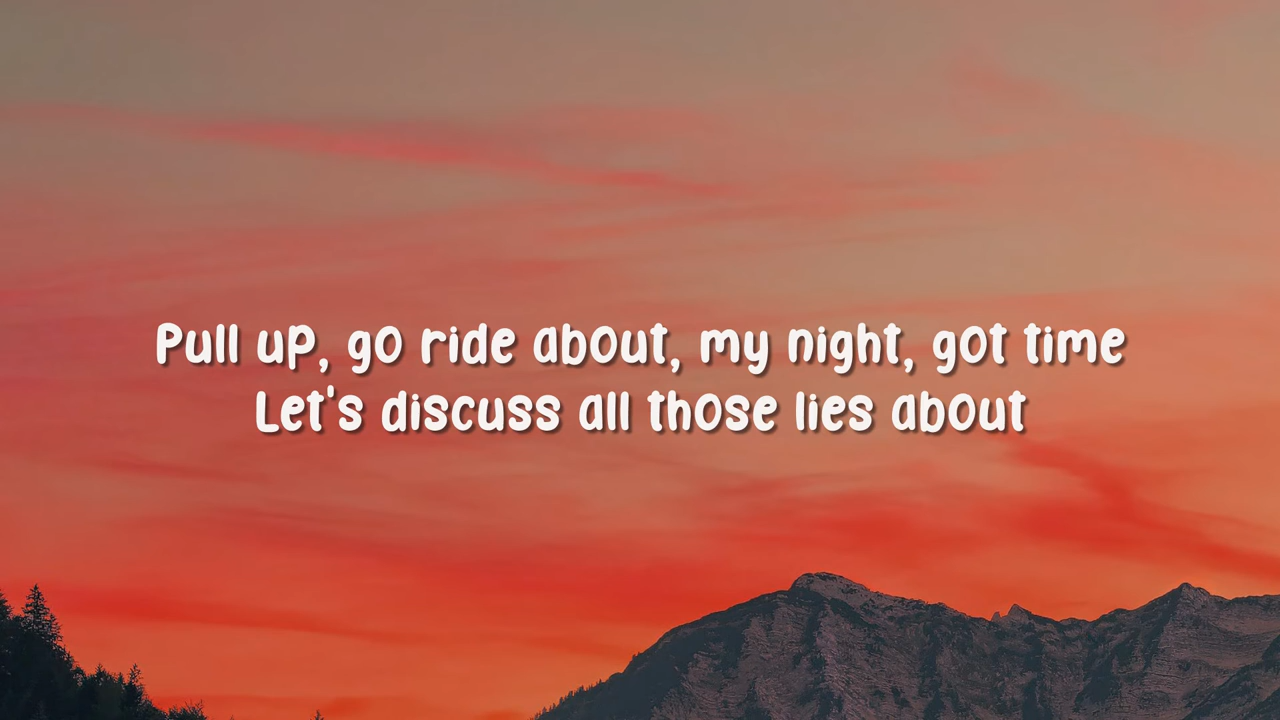 Pull up, go ride about, my night, got time
Let's discuss all those lies about